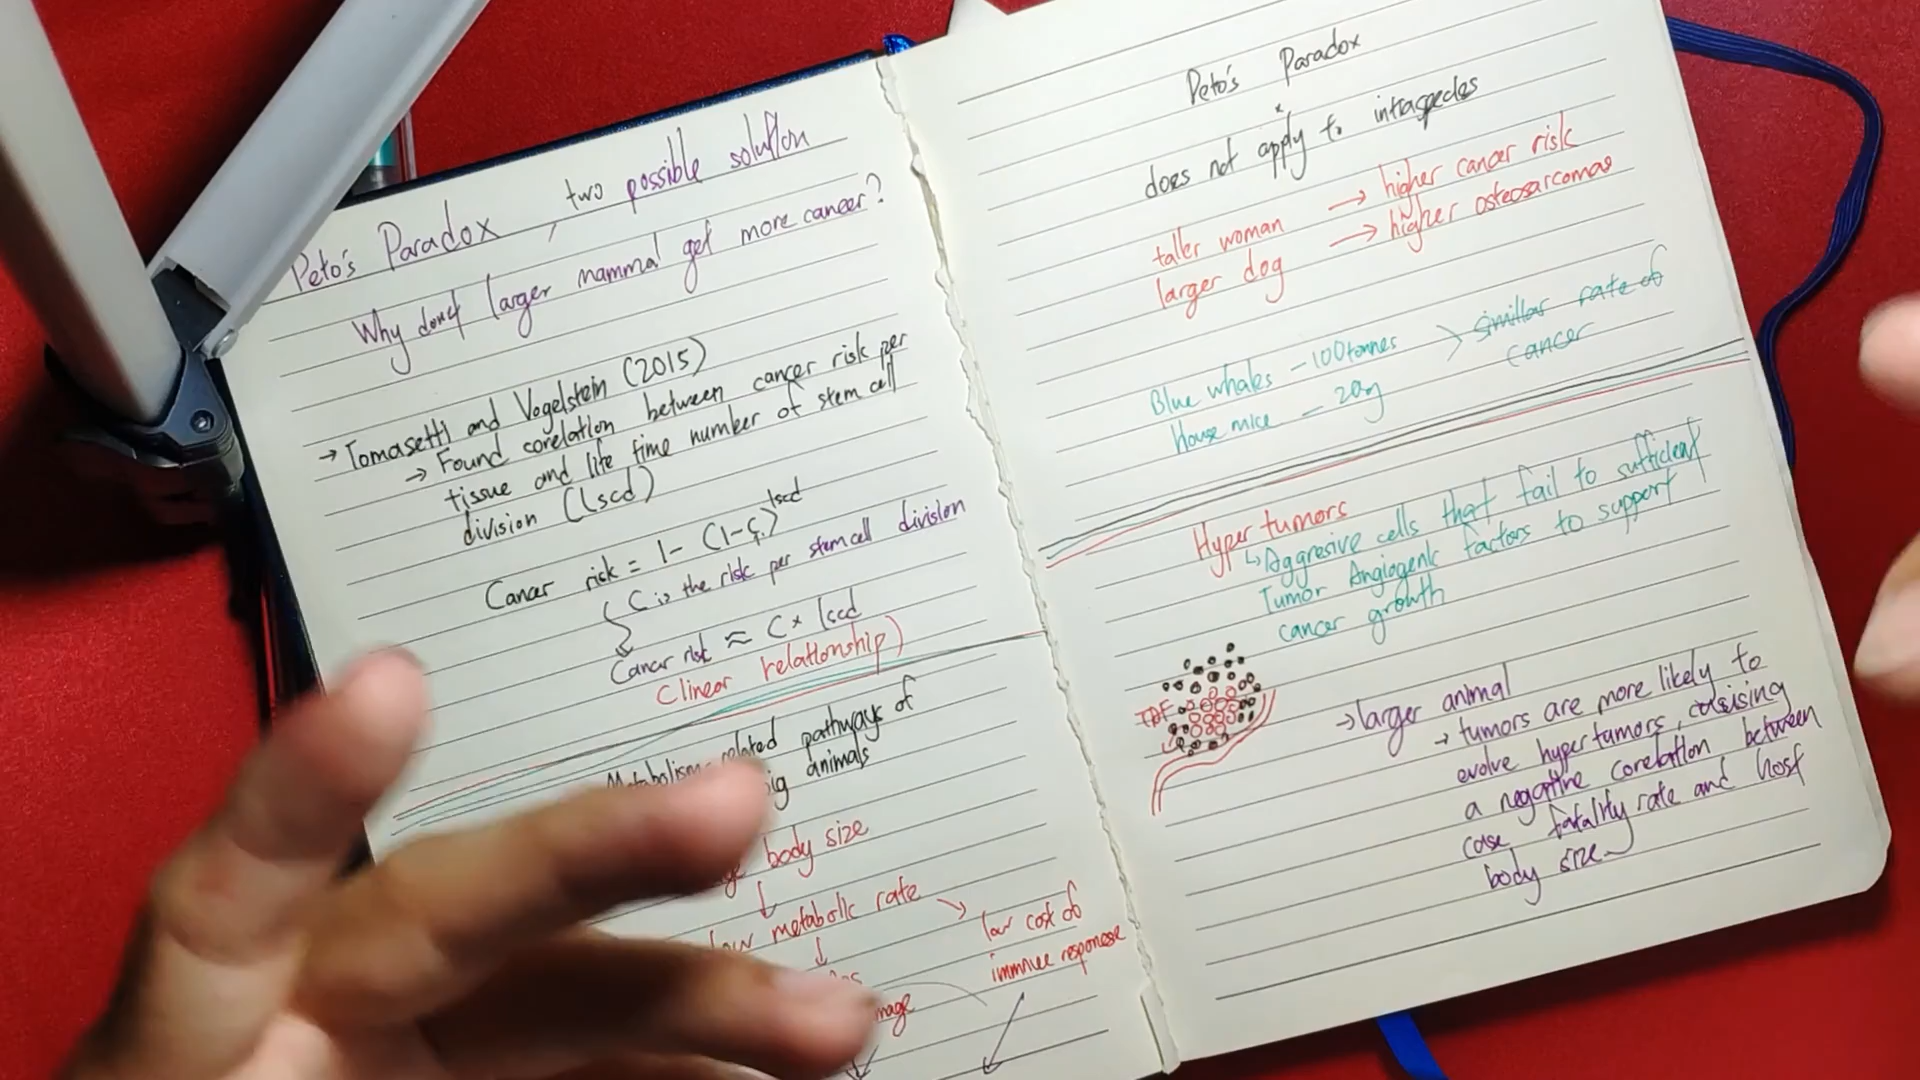 Peto's Paradox , two possible solution
Why don't larger mammal get more cancer?
→ Tomasetti and Vogelstein (2015)
→ Found corelation between cancer risk per
tissue and life time number of stem cell
division (lscd)
Cancer risk = 1- (1-c)^lscd
C is the risk per stem cell division
Cancer risk ≈ C× lscd
(linear relationship)
related pathways of
big animals
body size
↓
low metabolic rate
↓
low cost of
immune response
Peto's Paradox
does not apply to intraspecies
taller woman → higher cancer risk
larger dog → higher osteosarcomas
Blue whales - 100 tonnes > similar rate of
House mice - 20g cancer
Hypertumors
↳ Aggresive cells that fail to sufficient
Tumor Angiogenic factors to support
cancer growth
→ larger animal
→ tumors are more likely to
evolve hypertumors,
a negative corelation between
case fatality rate and host
body size